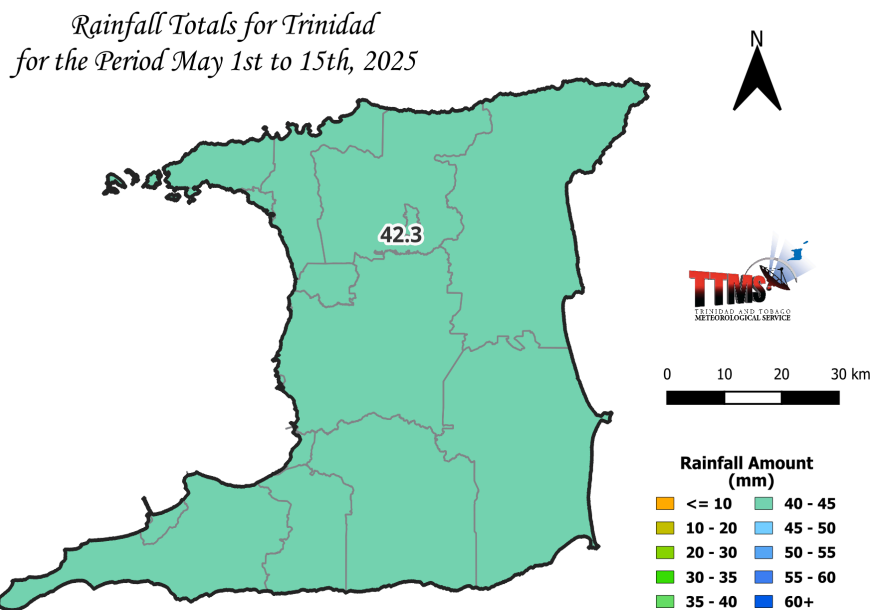 Rainfall Totals for Trinidad
for the Period May 1st to 15th, 2025
N
42.3
TTMS
TRINIDAD AND TOBAGO
METEOROLOGICAL SERVICE
0 10 20 30 km
Rainfall Amount
(mm)
<= 10 40 - 45
10 - 20 45 - 50
20 - 30 50 - 55
30 - 35 55 - 60
35 - 40 60+